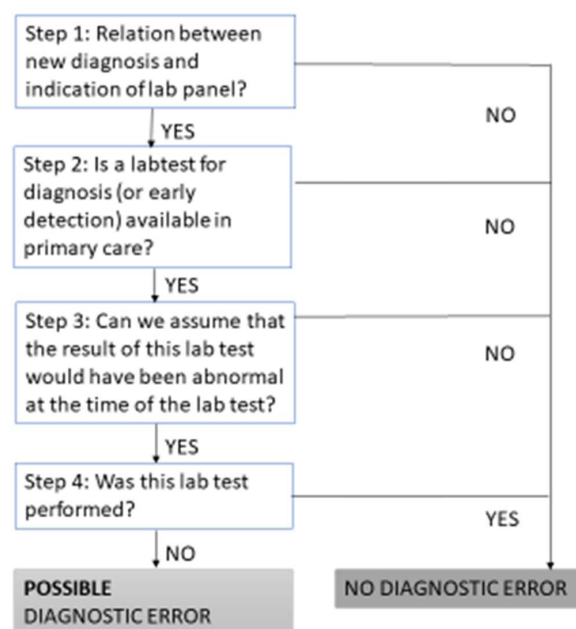 Step 1: Relation between
new diagnosis and
indication of lab panel?
NO
YES
Step 2: Is a labtest for
diagnosis (or early
detection) available in
primary care?
NO
YES
Step 3: Can we assume that
the result of this lab test
would have been abnormal
at the time of the lab test?
NO
YES
Step 4: Was this lab test
performed?
YES
NO
POSSIBLE
DIAGNOSTIC ERROR
NO DIAGNOSTIC ERROR